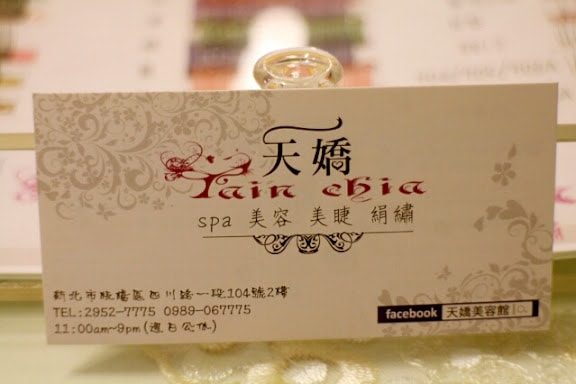 天嬌
Tain chia
spa 美容 美睫 絹繡
新北市板橋區四川路一段104號2樓
TEL:2952-7775 0989-067775
11:00am~9pm(週日公休)
facebook 天嬌美容館